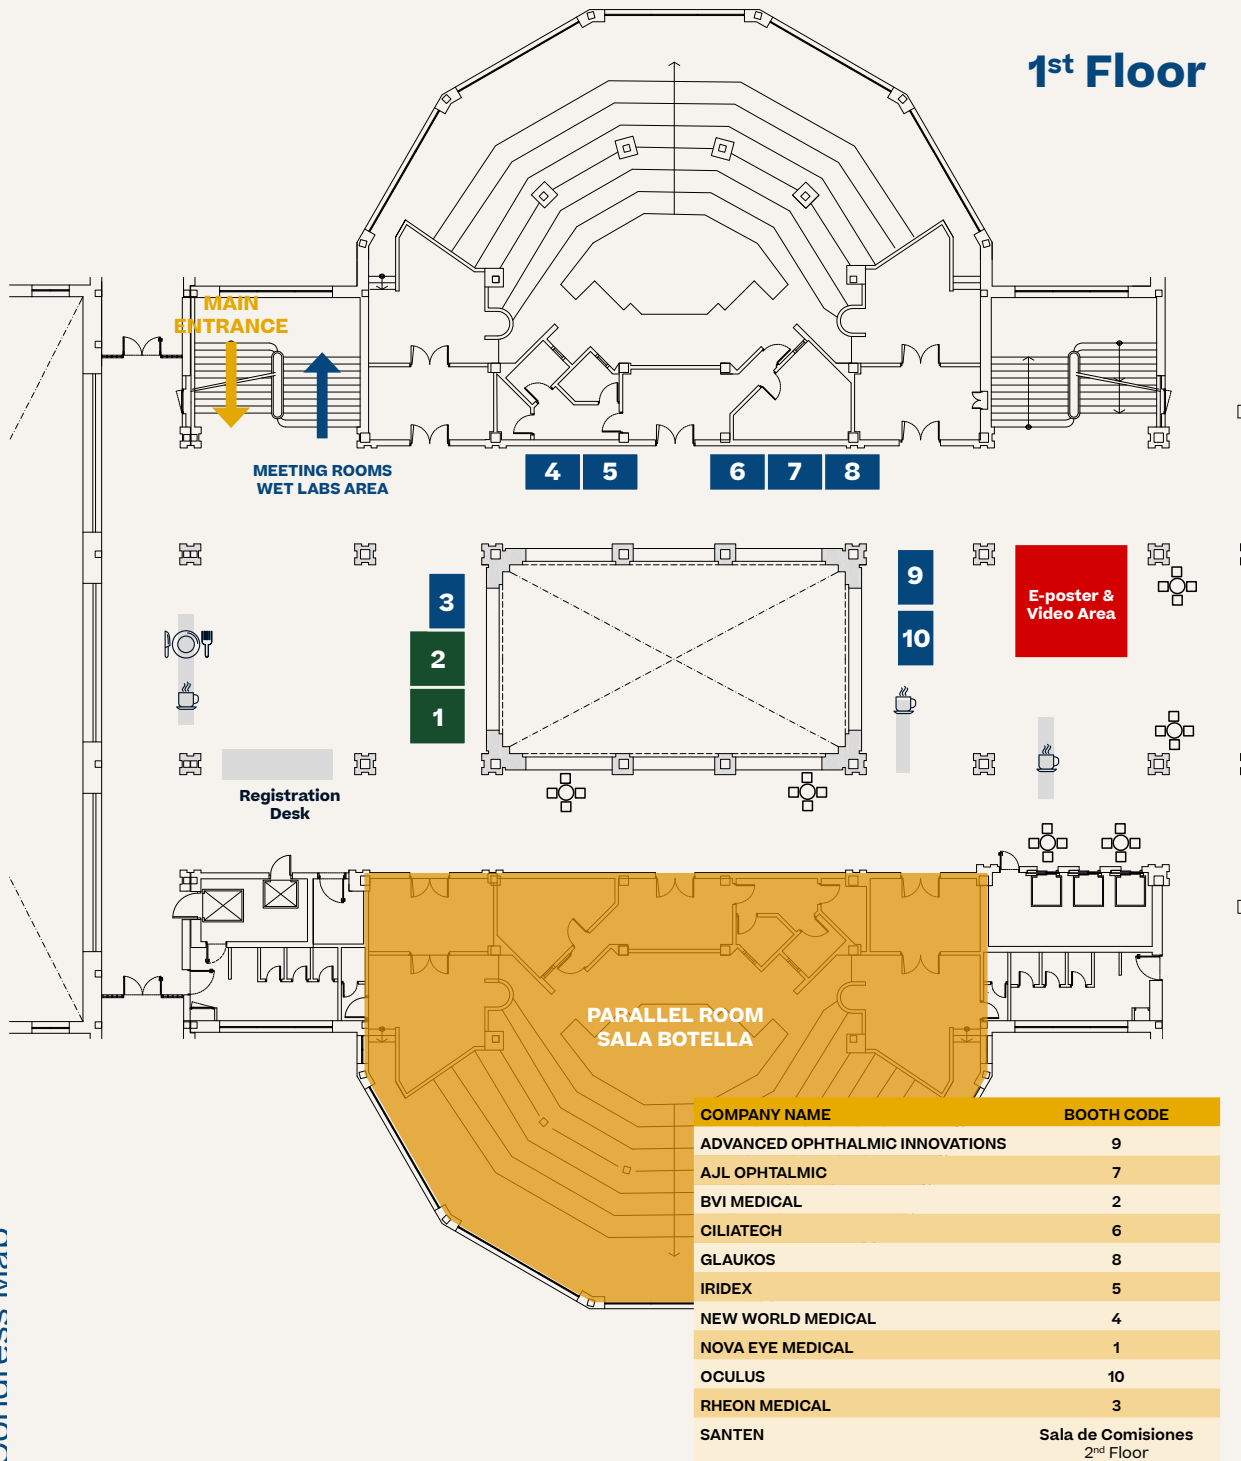 1st Floor
MAIN
ENTRANCE
MEETING ROOMS
WET LABS AREA
4
5
6
7
8
3
2
1
9
10
E-poster &
Video Area
Registration
Desk
PARALLEL ROOM
SALA BOTELLA
COMPANY NAME BOOTH CODE
ADVANCED OPHTHALMIC INNOVATIONS 9
AJL OPHTALMIC 7
BVI MEDICAL 2
CILIATECH 6
GLAUKOS 8
IRIDEX 5
NEW WORLD MEDICAL 4
NOVA EYE MEDICAL 1
OCULUS 10
RHEON MEDICAL 3
SANTEN Sala de Comisiones
2nd Floor
Map